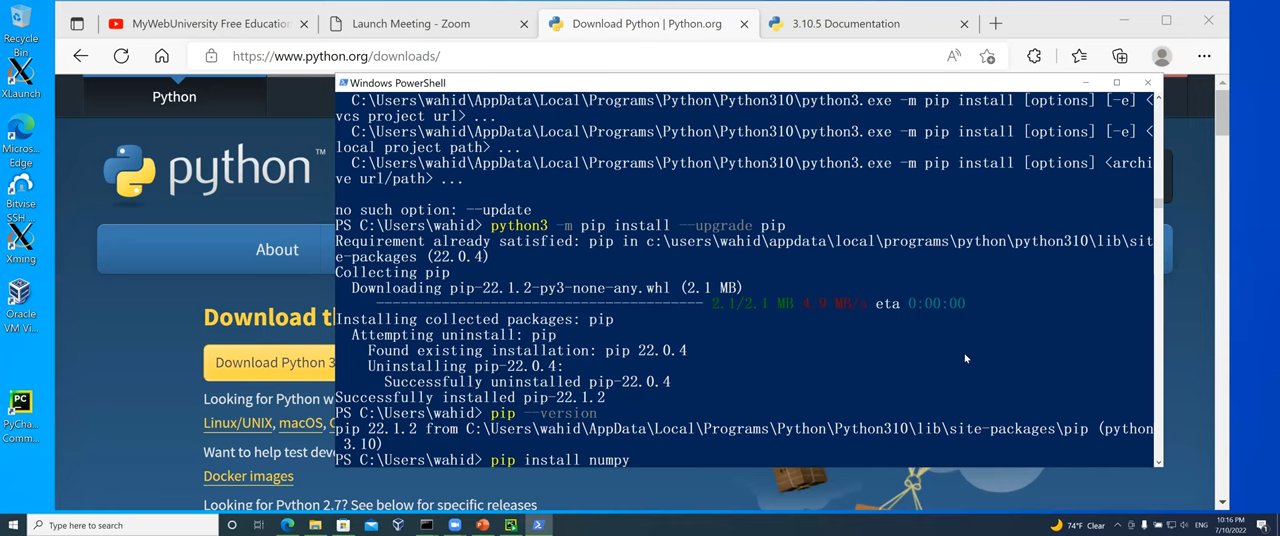 Recycle
Bin
XLaunch
Micros...
Edge
Bitvise
SSH ...
Xming
Oracle
VM Vi...
PyCha...
Comm...
MyWebUniversity Free Education
Launch Meeting - Zoom
Download Python | Python.org
3.10.5 Documentation
https://www.python.org/downloads/
Python
python™
About
Download th
Download Python 3
Looking for Python w
Linux/UNIX, macOS, O
Want to help test deve
Docker images
Looking for Python 2.7? See below for specific releases
Windows PowerShell
C:\Users\wahid\AppData\Local\Programs\Python\Python310\python3.exe -m pip install [options] [-e] <
vcs project url> ...
C:\Users\wahid\AppData\Local\Programs\Python\Python310\python3.exe -m pip install [options] [-e] <
local project path> ...
C:\Users\wahid\AppData\Local\Programs\Python\Python310\python3.exe -m pip install [options] <archi
ve url/path> ...
no such option: --update
PS C:\Users\wahid> python3 -m pip install --upgrade pip
Requirement already satisfied: pip in c:\users\wahid\appdata\local\programs\python\python310\lib\sit
e-packages (22.0.4)
Collecting pip
Downloading pip-22.1.2-py3-none-any.whl (2.1 MB)
---------------------------------------- 2.1/2.1 MB 4.9 MB/s eta 0:00:00
Installing collected packages: pip
Attempting uninstall: pip
Found existing installation: pip 22.0.4
Uninstalling pip-22.0.4:
Successfully uninstalled pip-22.0.4
Successfully installed pip-22.1.2
PS C:\Users\wahid> pip --version
pip 22.1.2 from C:\Users\wahid\AppData\Local\Programs\Python\Python310\lib\site-packages\pip (python
3.10)
PS C:\Users\wahid> pip install numpy
Type here to search
74°F Clear
ENG
10:16 PM
7/10/2022